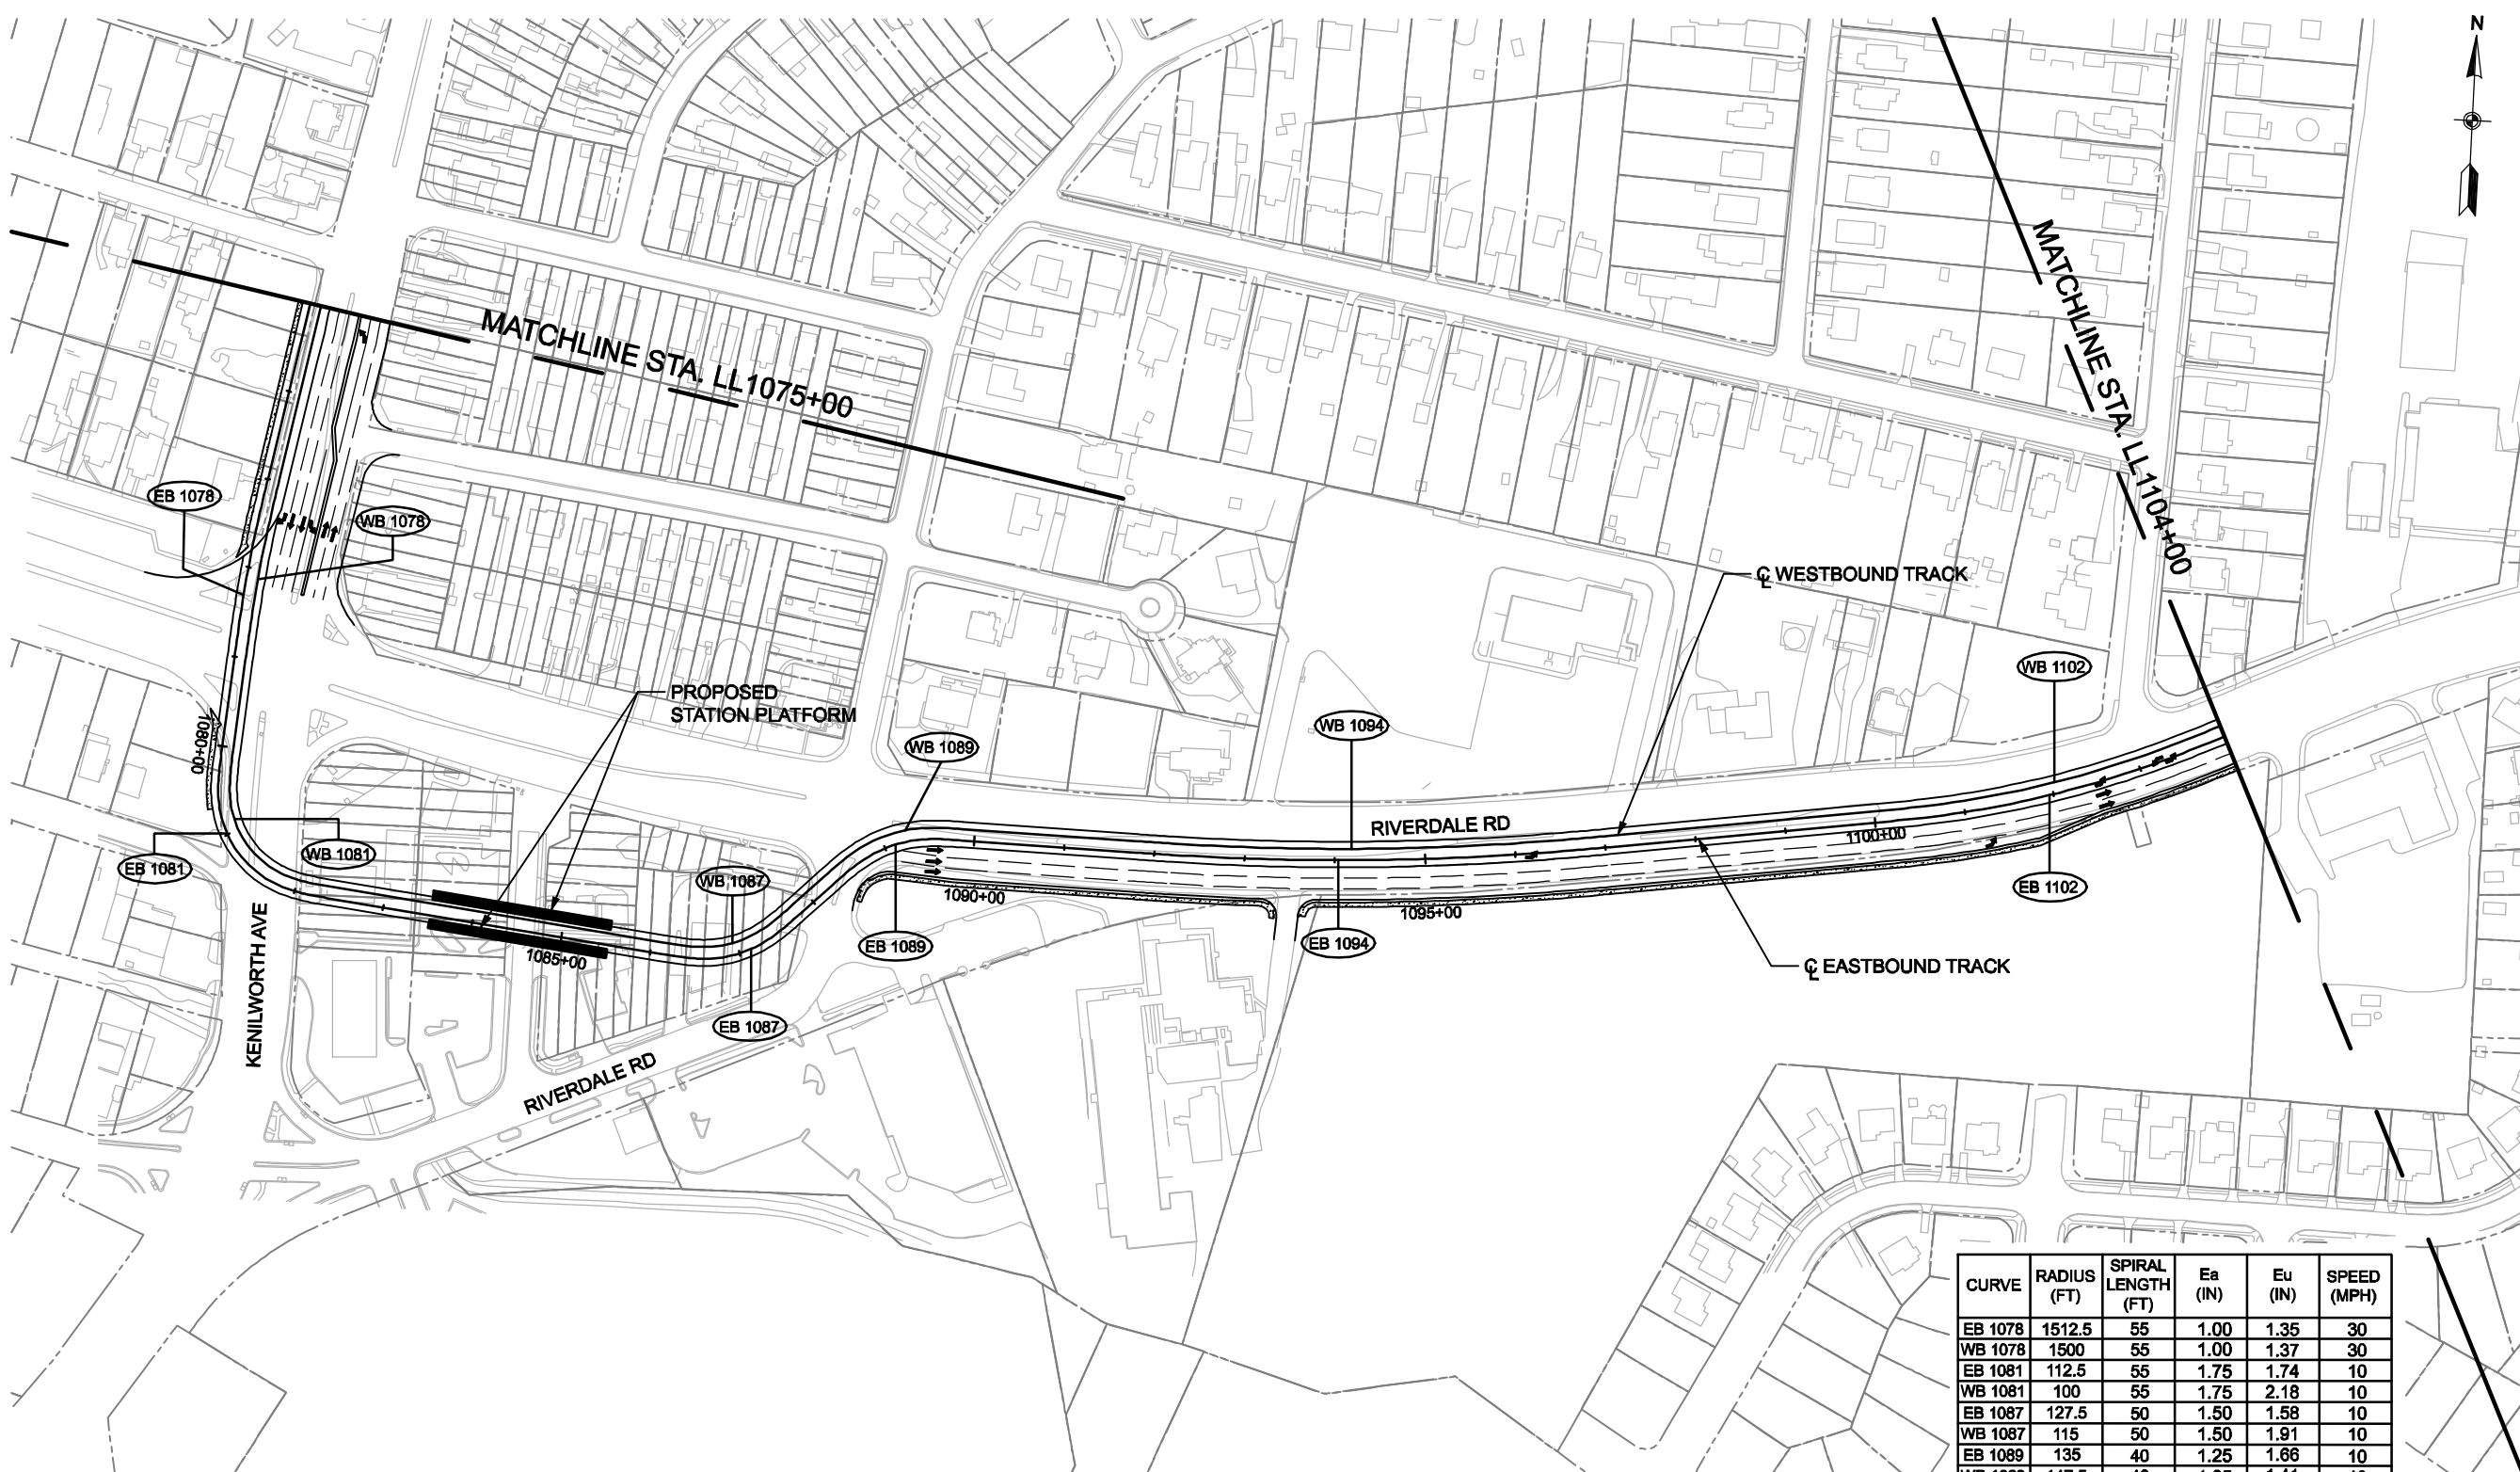 N
MATCHLINE STA. LL1075+00
MATCHLINE STA. LL1104+00
EB 1078
WB 1078
℄ WESTBOUND TRACK
WB 1102
PROPOSED
STATION PLATFORM
1080+00
WB 1094
WB 1089
RIVERDALE RD
1100+00
WB 1081
EB 1081
WB 1087
EB 1102
1090+00
1095+00
KENILWORTH AVE
EB 1089
EB 1094
1085+00
℄ EASTBOUND TRACK
EB 1087
RIVERDALE RD
CURVE RADIUS (FT) SPIRAL LENGTH (FT) Ea (IN) Eu (IN) SPEED (MPH)
EB 1078 1512.5 55 1.00 1.35 30
WB 1078 1500 55 1.00 1.37 30
EB 1081 112.5 55 1.75 1.74 10
WB 1081 100 55 1.75 2.18 10
EB 1087 127.5 50 1.50 1.58 10
WB 1087 115 50 1.50 1.91 10
EB 1089 135 40 1.25 1.66 10